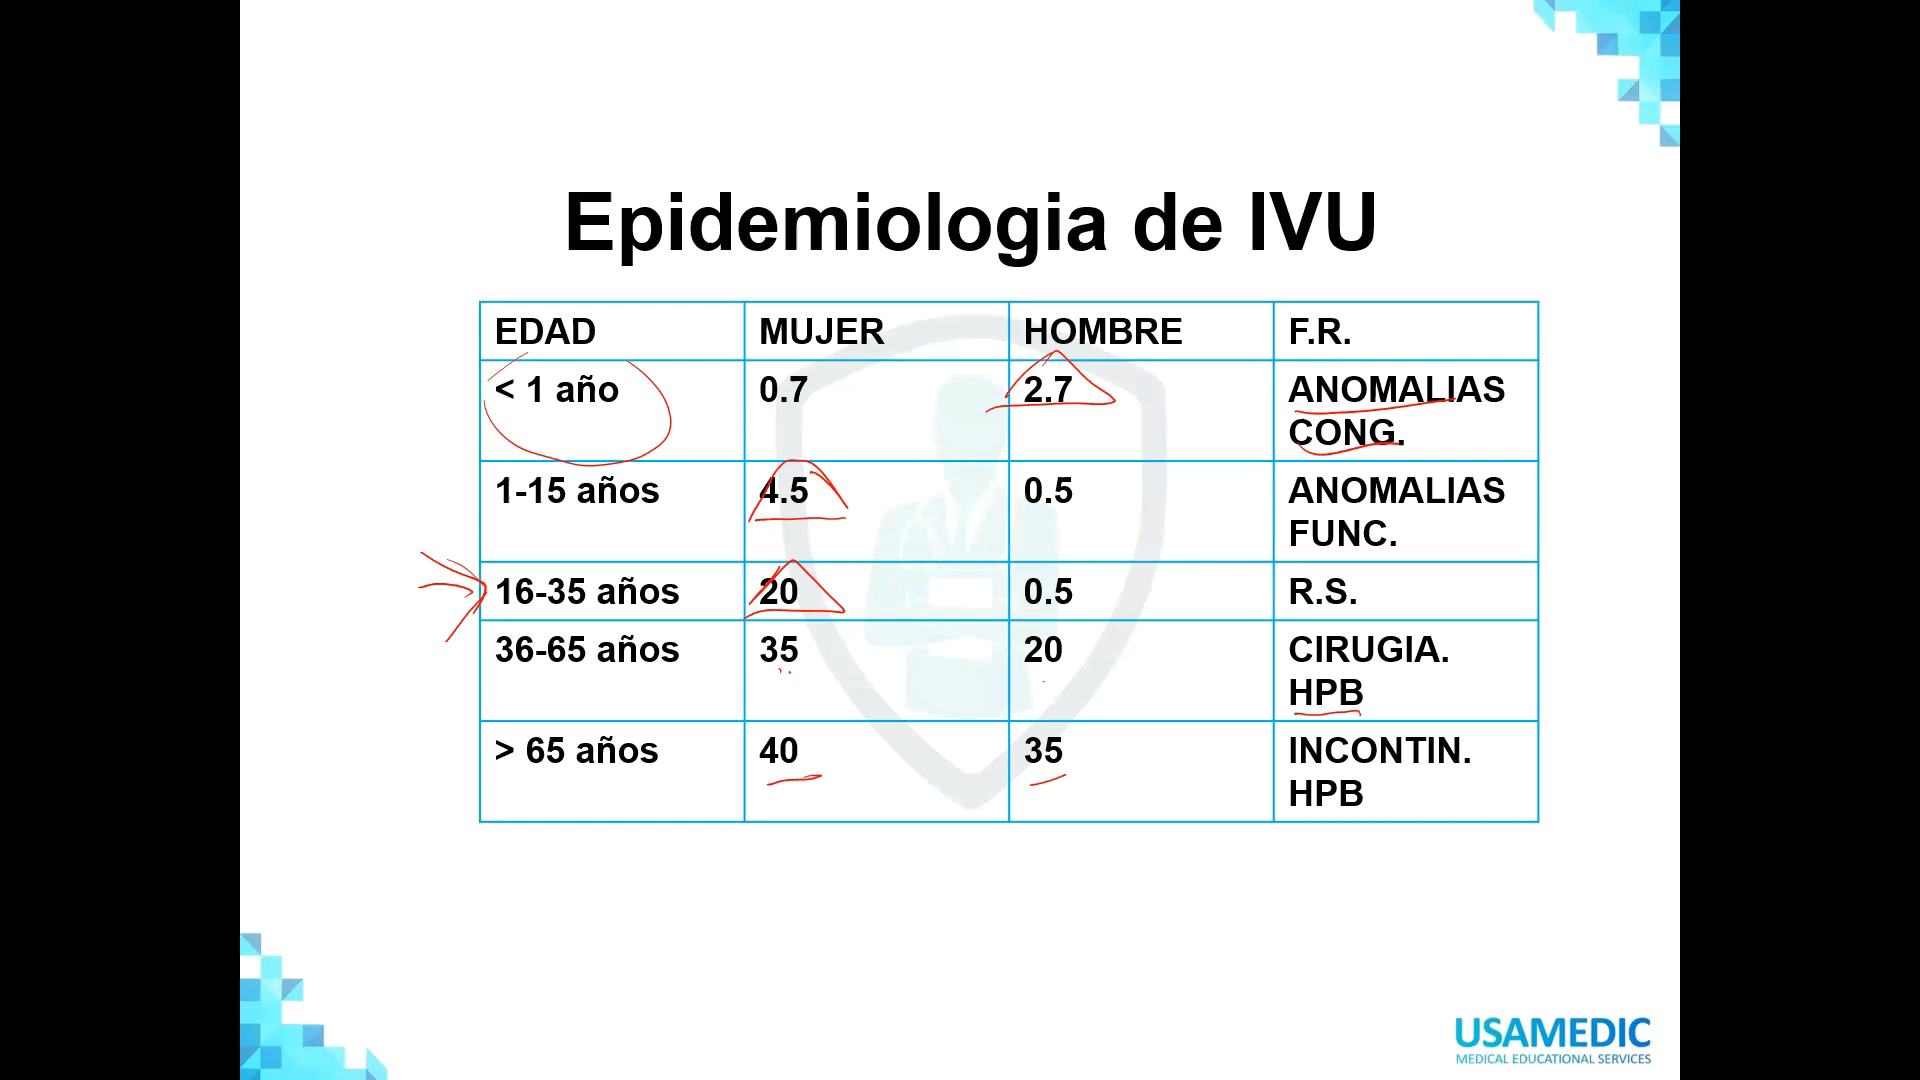 Epidemiologia de IVU
EDAD MUJER HOMBRE F.R.
< 1 año 0.7 2.7 ANOMALIAS
CONG.
1-15 años 4.5 0.5 ANOMALIAS
FUNC.
16-35 años 20 0.5 R.S.
36-65 años 35 20 CIRUGIA.
HPB
> 65 años 40 35 INCONTIN.
HPB
USAMEDIC
MEDICAL EDUCATIONAL SERVICES